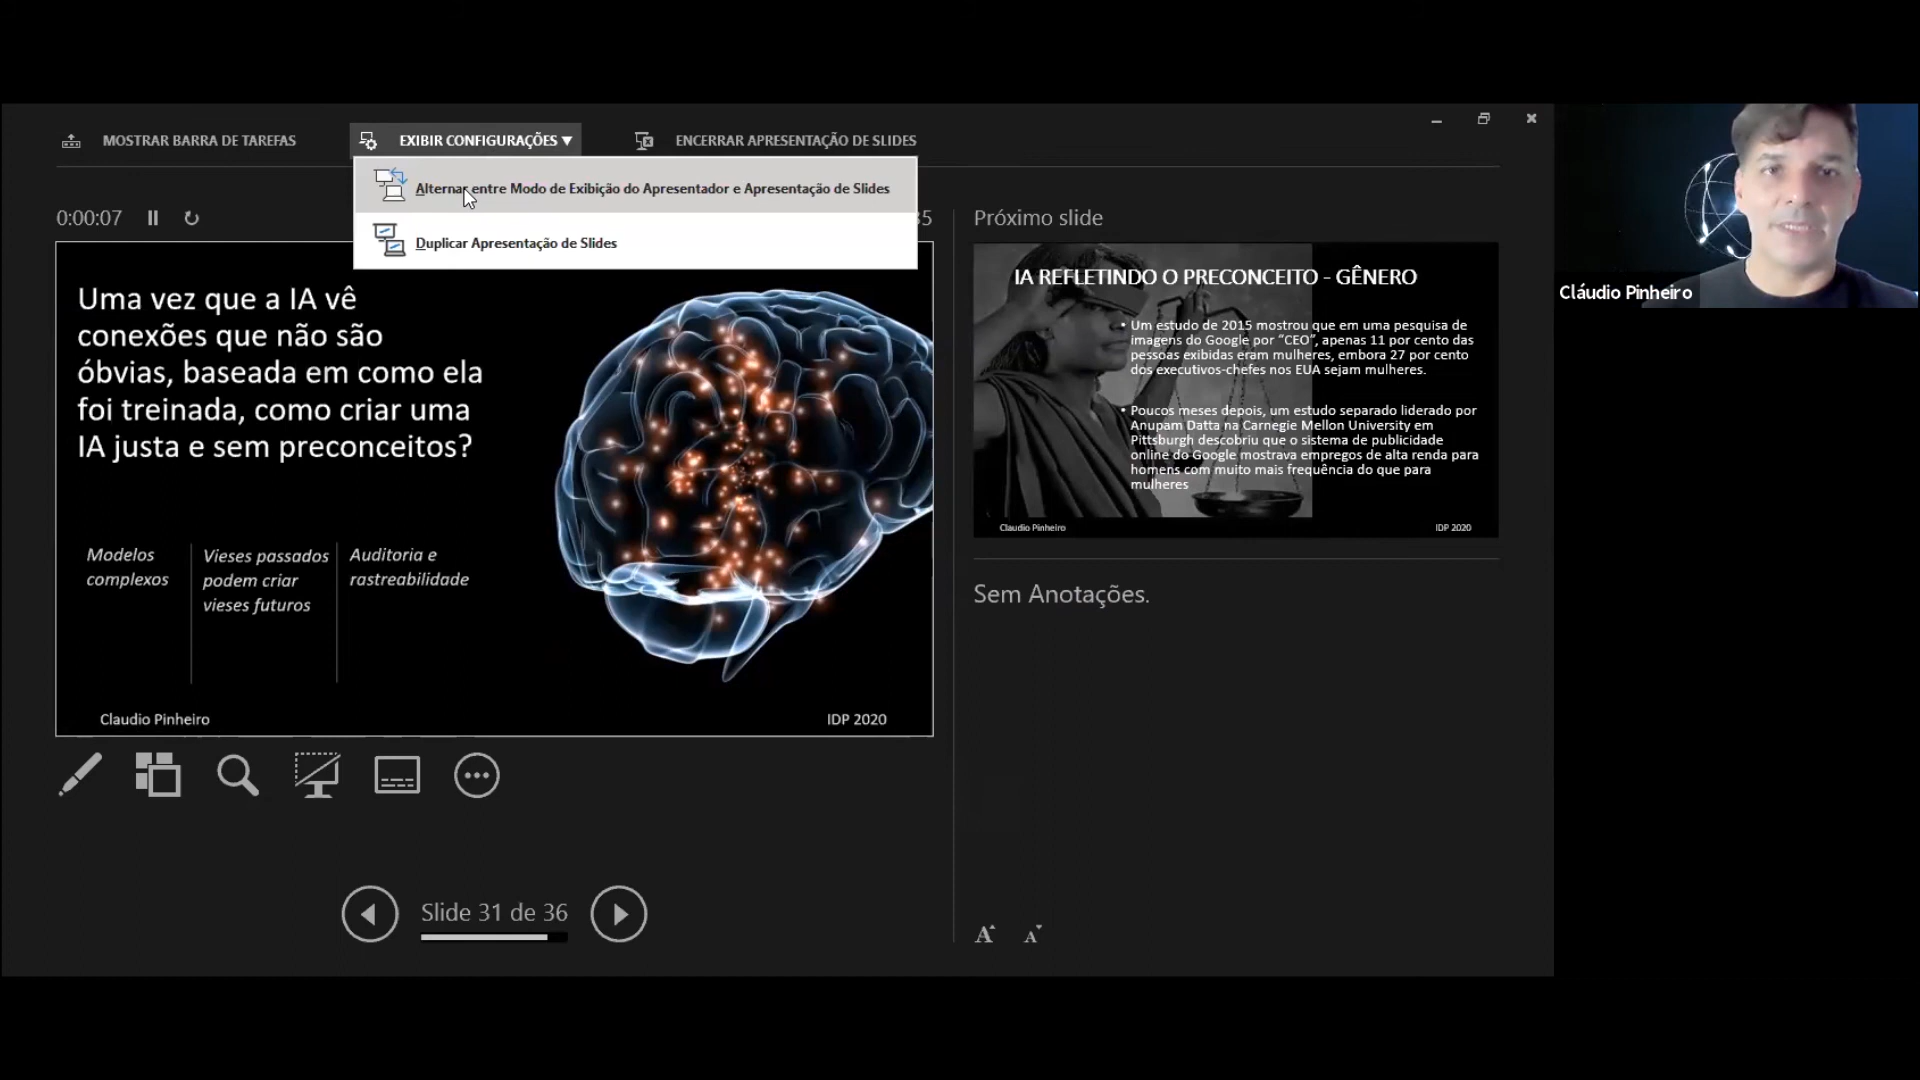 MOSTRAR BARRA DE TAREFAS
EXIBIR CONFIGURAÇÕES ▼
ENCERRAR APRESENTAÇÃO DE SLIDES
Alternar entre Modo de Exibição do Apresentador e Apresentação de Slides
Duplicar Apresentação de Slides
0:00:07
35
Uma vez que a IA vê
conexões que não são
óbvias, baseada em como ela
foi treinada, como criar uma
IA justa e sem preconceitos?
Modelos
complexos
Vieses passados
podem criar
vieses futuros
Auditoria e
rastreabilidade
Claudio Pinheiro
IDP 2020
Slide 31 de 36
Próximo slide
IA REFLETINDO O PRECONCEITO - GÊNERO
• Um estudo de 2015 mostrou que em uma pesquisa de
imagens do Google por “CEO”, apenas 11 por cento das
pessoas exibidas eram mulheres, embora 27 por cento
dos executivos-chefes nos EUA sejam mulheres.
• Poucos meses depois, um estudo separado liderado por
Anupam Datta na Carnegie Mellon University em
Pittsburgh descobriu que o sistema de publicidade
online do Google mostrava empregos de alta renda para
homens com muito mais frequência do que para
mulheres
Claudio Pinheiro
IDP 2020
Sem Anotações.
A A
Cláudio Pinheiro